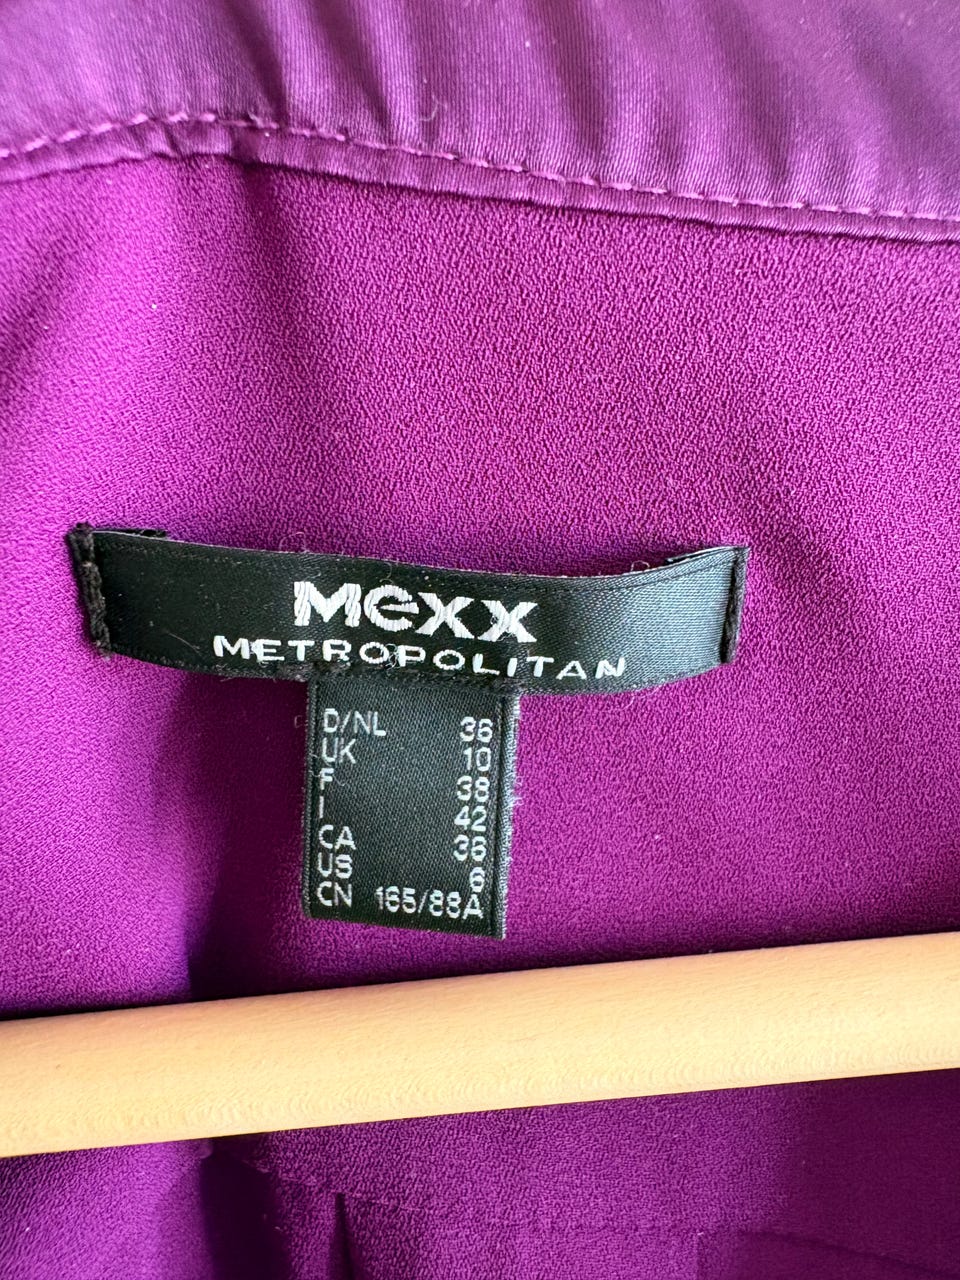 Mexx
METROPOLITAN
D/NL 36
UK 10
F 38
I 42
CA 36
US 6
CN 165/88A